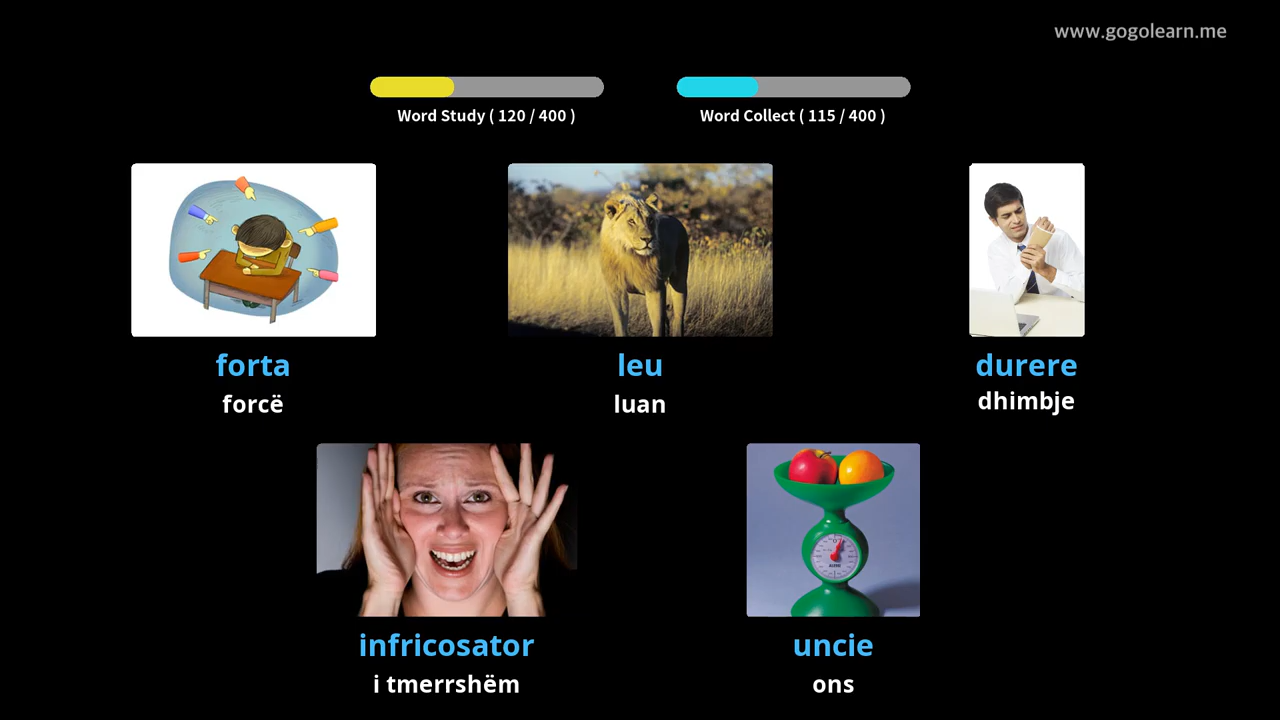 www.gogolearn.me
Word Study ( 120 / 400 )
Word Collect ( 115 / 400 )
forta
forcë
leu
luan
durere
dhimbje
infricosator
i tmerrshëm
uncie
ons